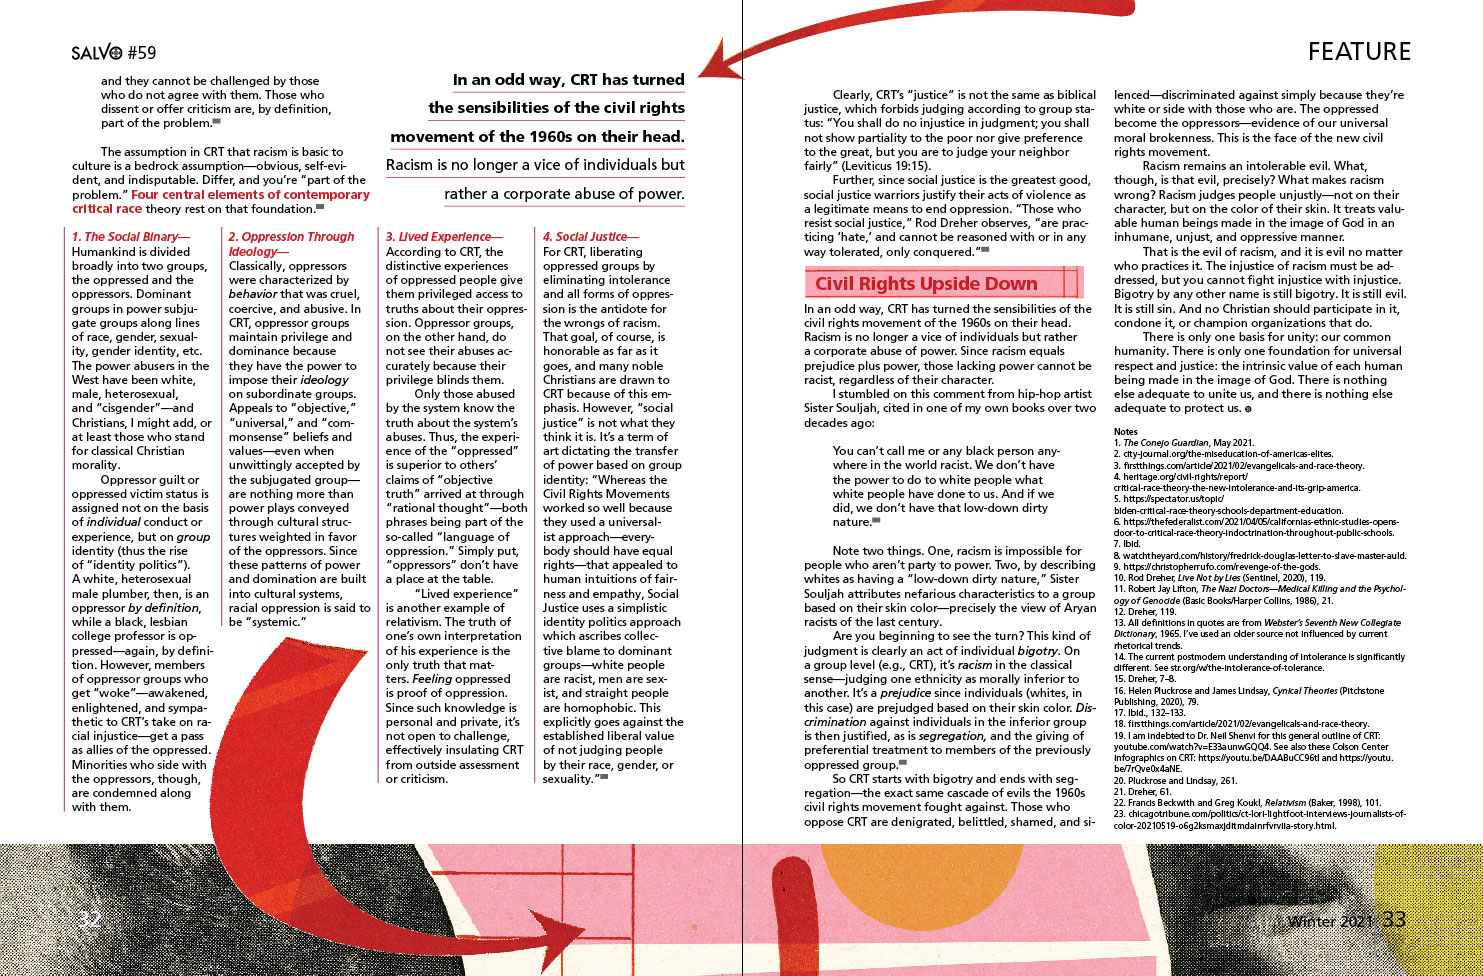 SALVO #59
and they cannot be challenged by those
who do not agree with them. Those who
dissent or offer criticism are, by definition,
part of the problem.
The assumption in CRT that racism is basic to
culture is a bedrock assumption—obvious, self-evi-
dent, and indisputable. Differ, and you’re “part of the
problem.” Four central elements of contemporary
critical race theory rest on that foundation.
In an odd way, CRT has turned
the sensibilities of the civil rights
movement of the 1960s on their head.
Racism is no longer a vice of individuals but
rather a corporate abuse of power.
1. The Social Binary—
Humankind is divided
broadly into two groups,
the oppressed and the
oppressors. Dominant
groups in power subju-
gate groups along lines
of race, gender, sexual-
ity, gender identity, etc.
The power abusers in the
West have been white,
male, heterosexual,
and “cisgender”—and
Christians, I might add, or
at least those who stand
for classical Christian
morality.
Oppressor guilt or
oppressed victim status is
assigned not on the basis
of individual conduct or
experience, but on group
identity (thus the rise
of “identity politics”).
A white, heterosexual
male plumber, then, is an
oppressor by definition,
while a black, lesbian
college professor is op-
pressed—again, by defini-
tion. However, members
of oppressor groups who
get “woke”—awakened,
enlightened, and sympa-
thetic to CRT’s take on ra-
cial injustice—get a pass
as allies of the oppressed.
Minorities who side with
the oppressors, though,
are condemned along
with them.
2. Oppression Through
Ideology—
Classically, oppressors
were characterized by
behavior that was cruel,
coercive, and abusive. In
CRT, oppressor groups
maintain privilege and
dominance because
they have the power to
impose their ideology
on subordinate groups.
Appeals to “objective,”
“universal,” and “com-
monsense” beliefs and
values—even when
unwittingly accepted by
the subjugated group—
are nothing more than
power plays conveyed
through cultural struc-
tures weighted in favor
of the oppressors. Since
these patterns of power
and domination are built
into cultural systems,
racial oppression is said to
be “systemic.”
3. Lived Experience—
According to CRT, the
distinctive experiences
of oppressed people give
them privileged access to
truths about their oppres-
sion. Oppressor groups,
on the other hand, do
not see their abuses ac-
curately because their
privilege blinds them.
Only those abused
by the system know the
truth about the system’s
abuses. Thus, the experi-
ence of the “oppressed”
is superior to others’
claims of “objective
truth” arrived at through
“rational thought”—both
phrases being part of the
so-called “language of
oppression.” Simply put,
“oppressors” don’t have
a place at the table.
“Lived experience”
is another example of
relativism. The truth of
one’s own interpretation
of his experience is the
only truth that mat-
ters. Feeling oppressed
is proof of oppression.
Since such knowledge is
personal and private, it’s
not open to challenge,
effectively insulating CRT
from outside assessment
or criticism.
4. Social Justice—
For CRT, liberating
oppressed groups by
eliminating intolerance
and all forms of oppres-
sion is the antidote for
the wrongs of racism.
That goal, of course, is
honorable as far as it
goes, and many noble
Christians are drawn to
CRT because of this em-
phasis. However, “social
justice” is not what they
think it is. It’s a term of
art dictating the transfer
of power based on group
identity: “Whereas the
Civil Rights Movements
worked so well because
they used a universal-
ist approach—every-
body should have equal
rights—that appealed to
human intuitions of fair-
ness and empathy, Social
Justice uses a simplistic
identity politics approach
which ascribes collec-
tive blame to dominant
groups—white people
are racist, men are sex-
ist, and straight people
are homophobic. This
explicitly goes against the
established liberal value
of not judging people
by their race, gender, or
sexuality.”
32
FEATURE
Clearly, CRT’s “justice” is not the same as biblical
justice, which forbids judging according to group sta-
tus: “You shall do no injustice in judgment; you shall
not show partiality to the poor nor give preference
to the great, but you are to judge your neighbor
fairly” (Leviticus 19:15).
Further, since social justice is the greatest good,
social justice warriors justify their acts of violence as
a legitimate means to end oppression. “Those who
resist social justice,” Rod Dreher observes, “are prac-
ticing ‘hate,’ and cannot be reasoned with or in any
way tolerated, only conquered.”
Civil Rights Upside Down
In an odd way, CRT has turned the sensibilities of the
civil rights movement of the 1960s on their head.
Racism is no longer a vice of individuals but rather
a corporate abuse of power. Since racism equals
prejudice plus power, those lacking power cannot be
racist, regardless of their character.
I stumbled on this comment from hip-hop artist
Sister Souljah, cited in one of my own books over two
decades ago:
You can’t call me or any black person any-
where in the world racist. We don’t have
the power to do to white people what
white people have done to us. And if we
did, we don’t have that low-down dirty
nature.
Note two things. One, racism is impossible for
people who aren’t party to power. Two, by describing
whites as having a “low-down dirty nature,” Sister
Souljah attributes nefarious characteristics to a group
based on their skin color—precisely the view of Aryan
racists of the last century.
Are you beginning to see the turn? This kind of
judgment is clearly an act of individual bigotry. On
a group level (e.g., CRT), it’s racism in the classical
sense—judging one ethnicity as morally inferior to
another. It’s a prejudice since individuals (whites, in
this case) are prejudged based on their skin color. Dis-
crimination against individuals in the inferior group
is then justified, as is segregation, and the giving of
preferential treatment to members of the previously
oppressed group.
So CRT starts with bigotry and ends with seg-
regation—the exact same cascade of evils the 1960s
civil rights movement fought against. Those who
oppose CRT are denigrated, belittled, shamed, and si-
lenced—discriminated against simply because they’re
white or side with those who are. The oppressed
become the oppressors—evidence of our universal
moral brokenness. This is the face of the new civil
rights movement.
Racism remains an intolerable evil. What,
though, is that evil, precisely? What makes racism
wrong? Racism judges people unjustly—not on their
character, but on the color of their skin. It treats valu-
able human beings made in the image of God in an
inhumane, unjust, and oppressive manner.
That is the evil of racism, and it is evil no matter
who practices it. The injustice of racism must be ad-
dressed, but you cannot fight injustice with injustice.
Bigotry by any other name is still bigotry. It is still evil.
It is still sin. And no Christian should participate in it,
condone it, or champion organizations that do.
There is only one basis for unity: our common
humanity. There is only one foundation for universal
respect and justice: the intrinsic value of each human
being made in the image of God. There is nothing
else adequate to unite us, and there is nothing else
adequate to protect us.
Notes
1. The Conejo Guardian, May 2021.
2. city-journal.org/the-miseducation-of-americas-elites.
3. firstthings.com/article/2021/02/evangelicals-and-race-theory.
4. heritage.org/civil-rights/report/
critical-race-theory-the-new-intolerance-and-its-grip-america.
5. https://spectator.us/topic/
biden-critical-race-theory-schools-department-education.
6. https://thefederalist.com/2021/04/05/californias-ethnic-studies-opens-
door-to-critical-race-theory-indoctrination-throughout-public-schools.
7. Ibid.
8. watchtheyard.com/history/fredrick-douglas-letter-to-slave-master-auld.
9. https://christopherrufo.com/revenge-of-the-gods.
10. Rod Dreher, Live Not by Lies (Sentinel, 2020), 119.
11. Robert Jay Lifton, The Nazi Doctors—Medical Killing and the Psychol-
ogy of Genocide (Basic Books/Harper Collins, 1986), 21.
12. Dreher, 119.
13. All definitions in quotes are from Webster’s Seventh New Collegiate
Dictionary, 1965. I’ve used an older source not influenced by current
rhetorical trends.
14. The current postmodern understanding of intolerance is significantly
different. See str.org/w/the-intolerance-of-tolerance.
15. Dreher, 7–8.
16. Helen Pluckrose and James Lindsay, Cynical Theories (Pitchstone
Publishing, 2020), 79.
17. Ibid., 132–133.
18. firstthings.com/article/2021/02/evangelicals-and-race-theory.
19. I am indebted to Dr. Neil Shenvi for this general outline of CRT:
youtube.com/watch?v=E33aunwGQQ4. See also these Colson Center
infographics on CRT: https://youtu.be/DAABuCC96tI and https://youtu.
be/7rQve0x4aNE.
20. Pluckrose and Lindsay, 261.
21. Dreher, 61.
22. Francis Beckwith and Greg Koukl, Relativism (Baker, 1998), 101.
23. chicagotribune.com/politics/ct-lori-lightfoot-interviews-journalists-of-
color-20210519-o6g2ksmaxjditmdainrfvrviia-story.html.
Winter 2021 33